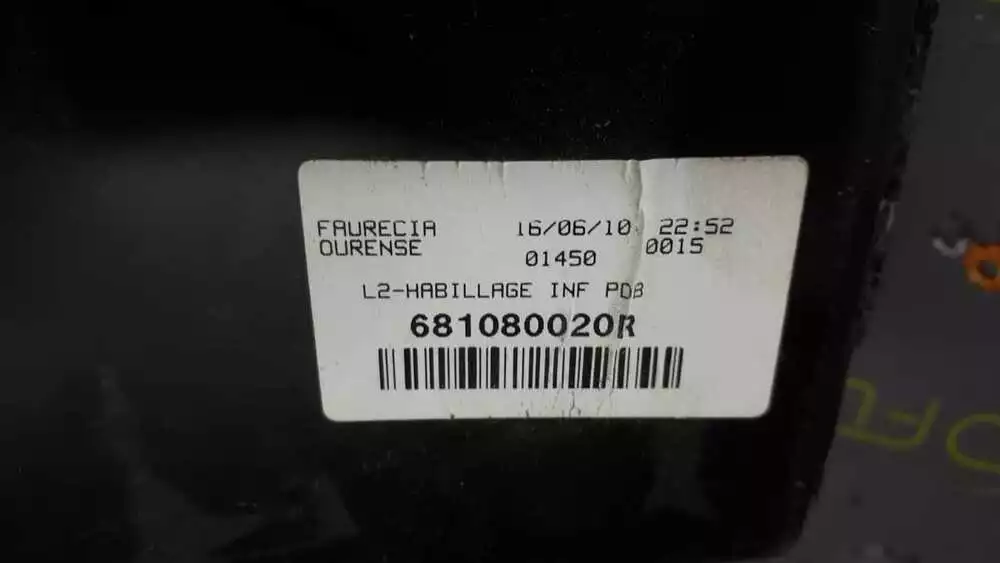 FAURECIA 16/06/10 22:52
OURENSE 01450 0015
L2-HABILLAGE INF PDB
681080020R